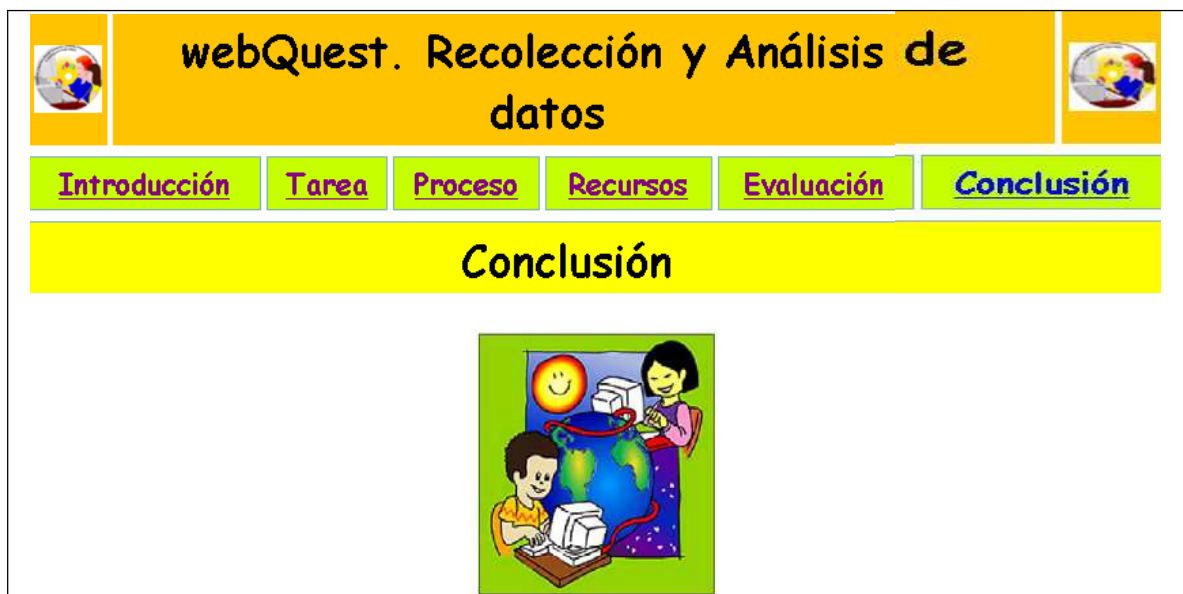 webQuest. Recolección y Análisis de
datos
Introducción Tarea Proceso Recursos Evaluación Conclusión
Conclusión